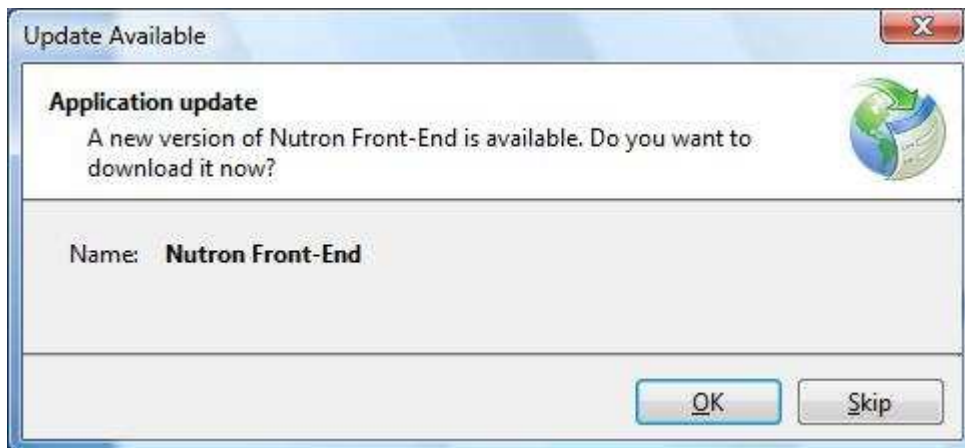 Update Available
Application update
A new version of Nutron Front-End is available. Do you want to
download it now?
Name: Nutron Front-End
OK
Skip